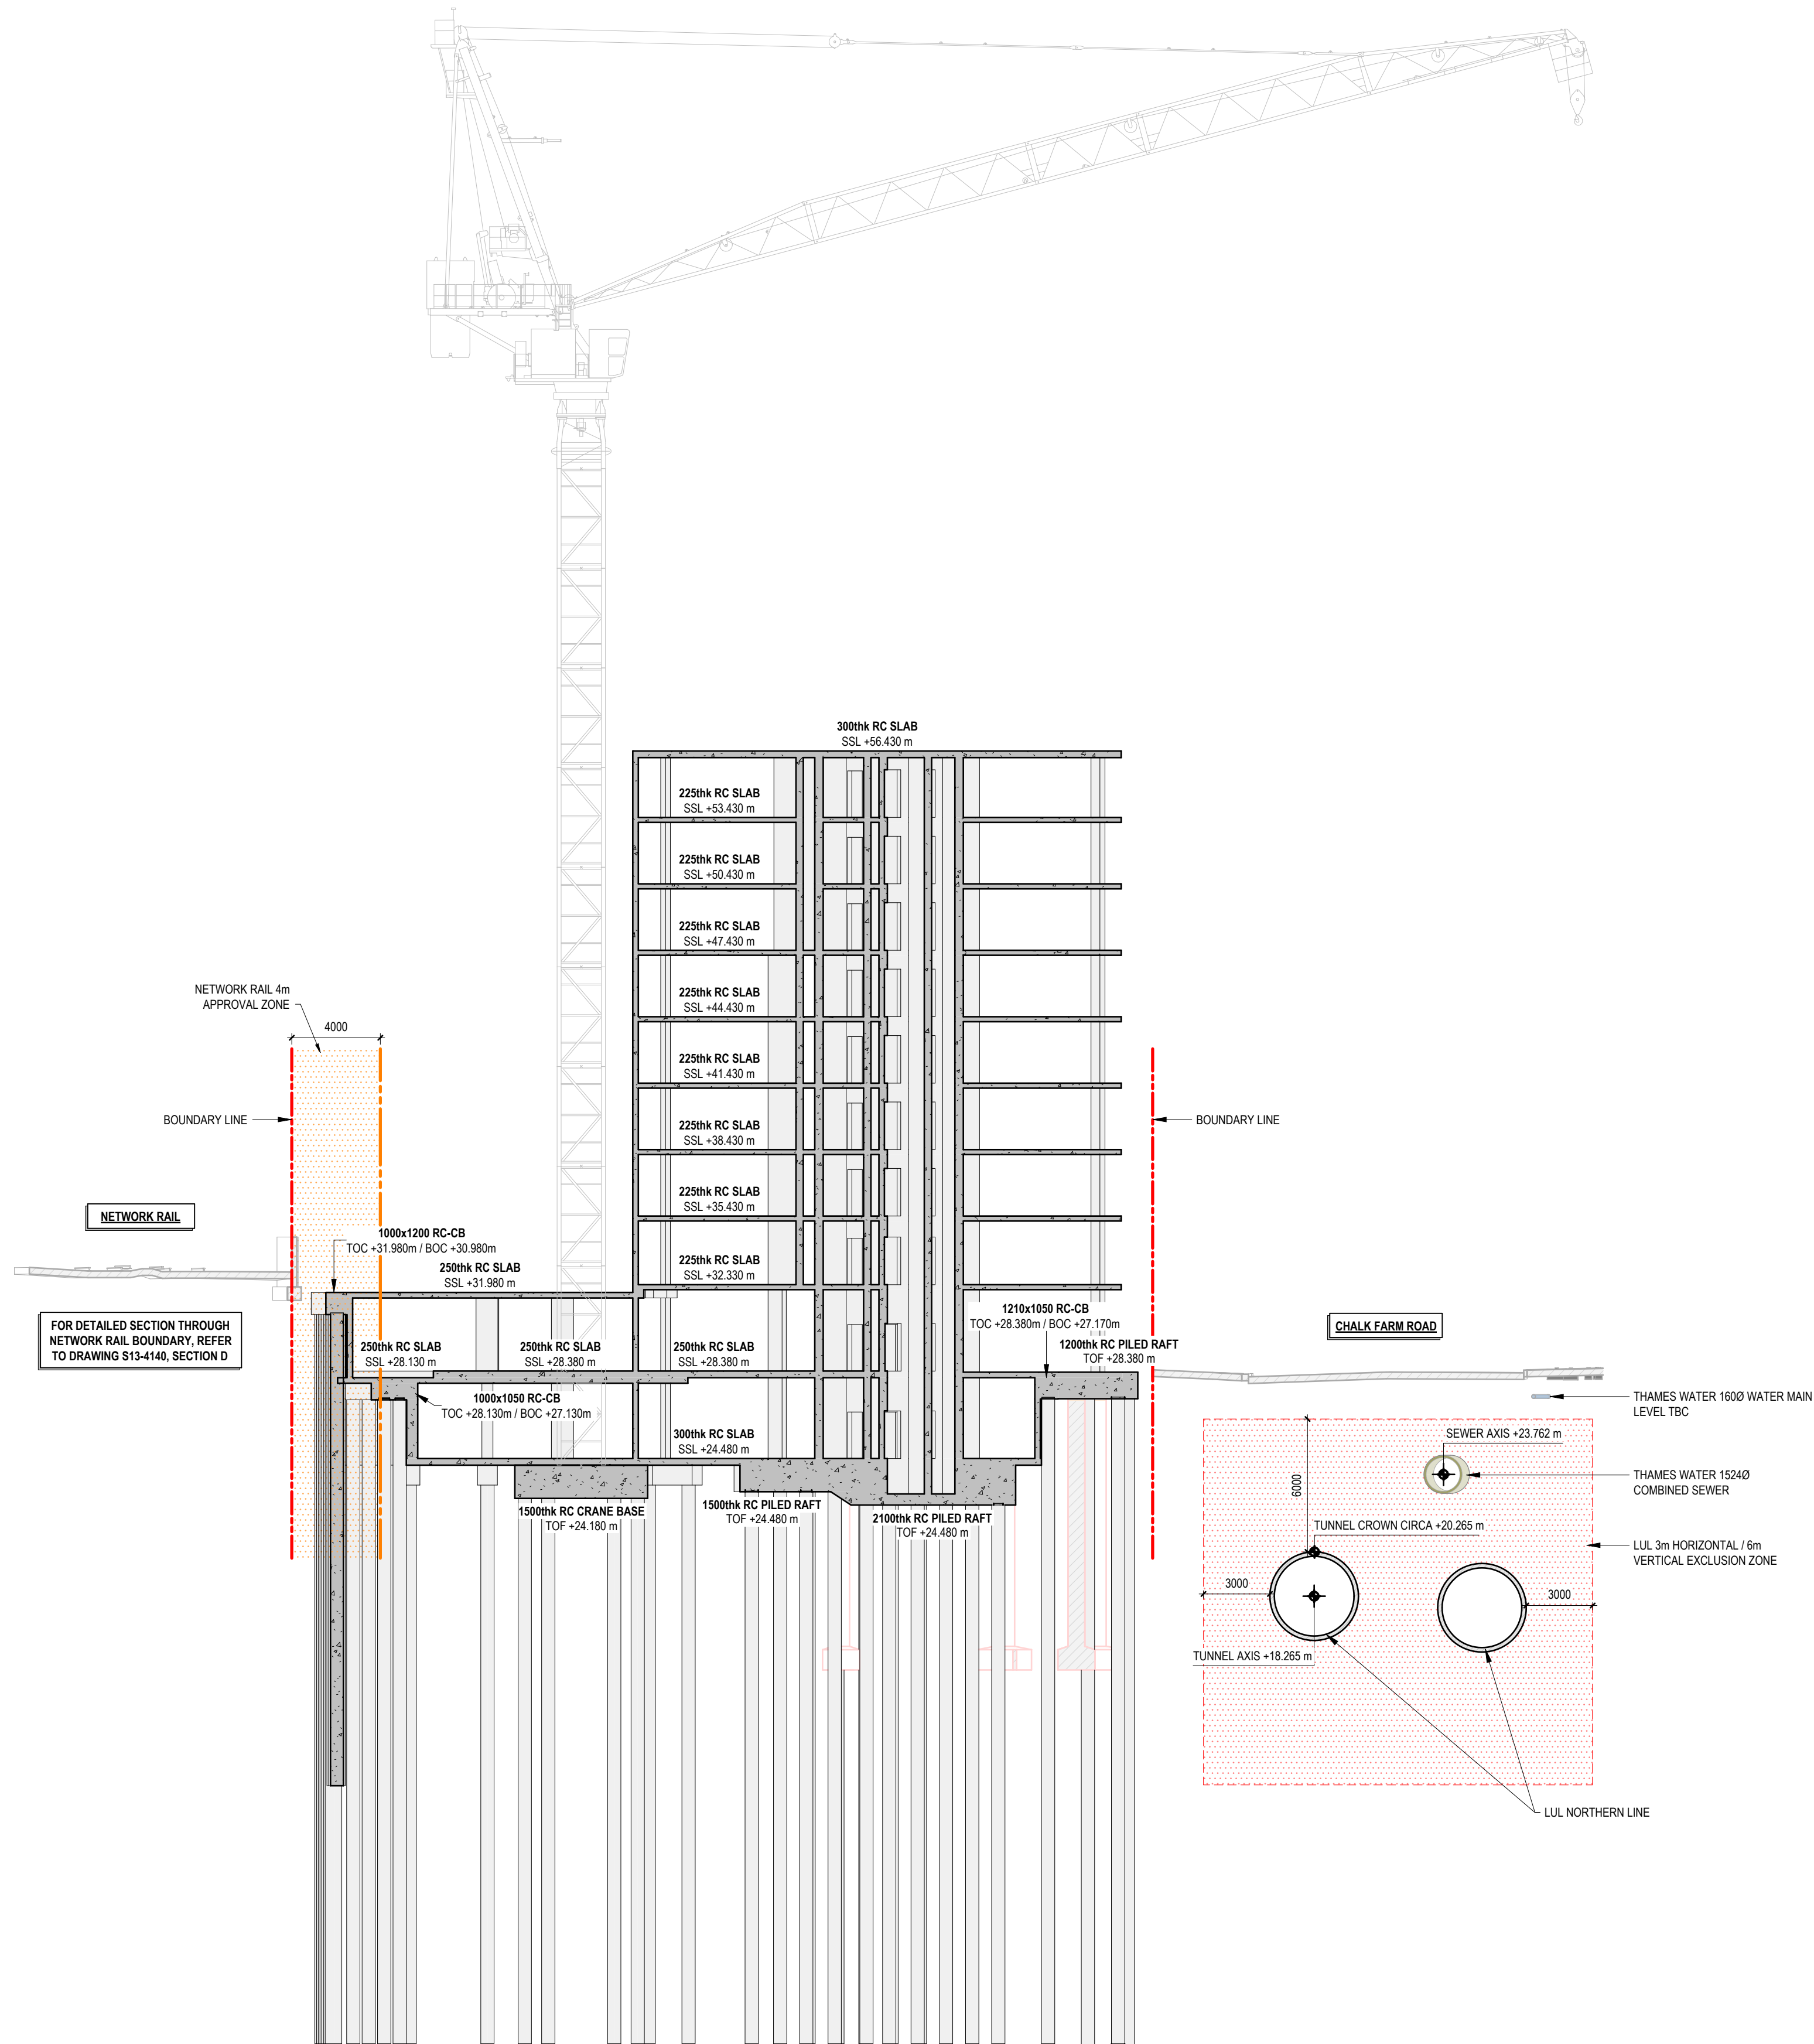 300thk RC SLAB
SSL +56.430 m
225thk RC SLAB
SSL +53.430 m
225thk RC SLAB
SSL +50.430 m
225thk RC SLAB
SSL +47.430 m
225thk RC SLAB
SSL +44.430 m
225thk RC SLAB
SSL +41.430 m
225thk RC SLAB
SSL +38.430 m
225thk RC SLAB
SSL +35.430 m
225thk RC SLAB
SSL +32.330 m
NETWORK RAIL 4m
APPROVAL ZONE
4000
BOUNDARY LINE
BOUNDARY LINE
NETWORK RAIL
1000x1200 RC-CB
TOC +31.980m / BOC +30.980m
250thk RC SLAB
SSL +31.980 m
FOR DETAILED SECTION THROUGH
NETWORK RAIL BOUNDARY, REFER
TO DRAWING S13-4140, SECTION D
250thk RC SLAB
SSL +28.130 m
250thk RC SLAB
SSL +28.380 m
250thk RC SLAB
SSL +28.380 m
1210x1050 RC-CB
TOC +28.380m / BOC +27.170m
1200thk RC PILED RAFT
TOF +28.380 m
CHALK FARM ROAD
1000x1050 RC-CB
TOC +28.130m / BOC +27.130m
300thk RC SLAB
SSL +24.480 m
1500thk RC CRANE BASE
TOF +24.180 m
1500thk RC PILED RAFT
TOF +24.480 m
2100thk RC PILED RAFT
TOF +24.480 m
THAMES WATER 160Ø WATER MAIN
LEVEL TBC
SEWER AXIS +23.762 m
THAMES WATER 1524Ø
COMBINED SEWER
6000
TUNNEL CROWN CIRCA +20.265 m
LUL 3m HORIZONTAL / 6m
VERTICAL EXCLUSION ZONE
3000
3000
TUNNEL AXIS +18.265 m
LUL NORTHERN LINE